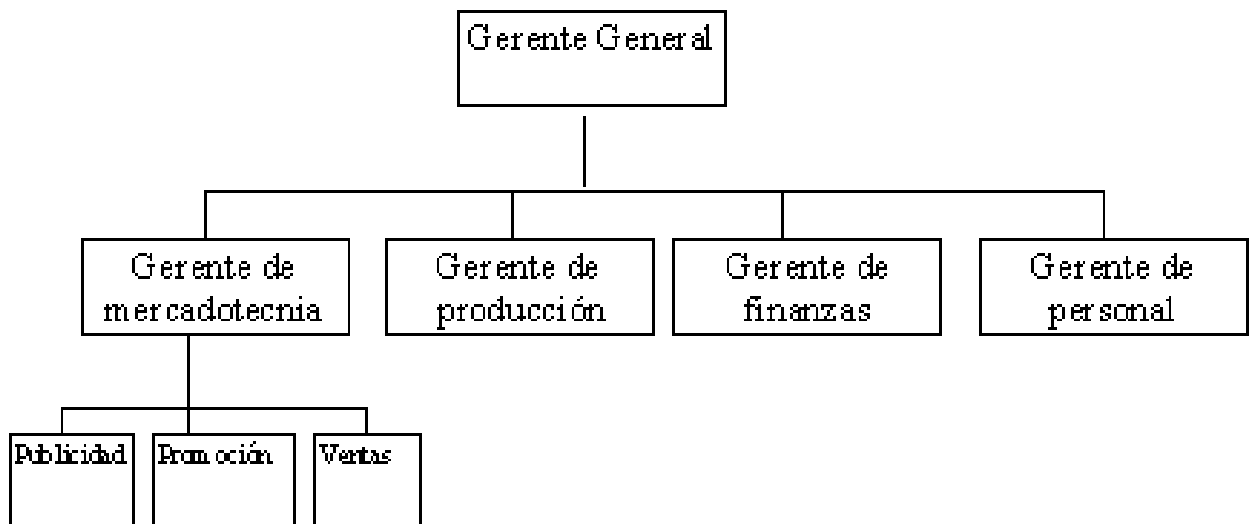 Gerente General
Gerente de
mercadotecnia
Gerente de
producción
Gerente de
finanzas
Gerente de
personal
Publicidad
Promoción
Ventas